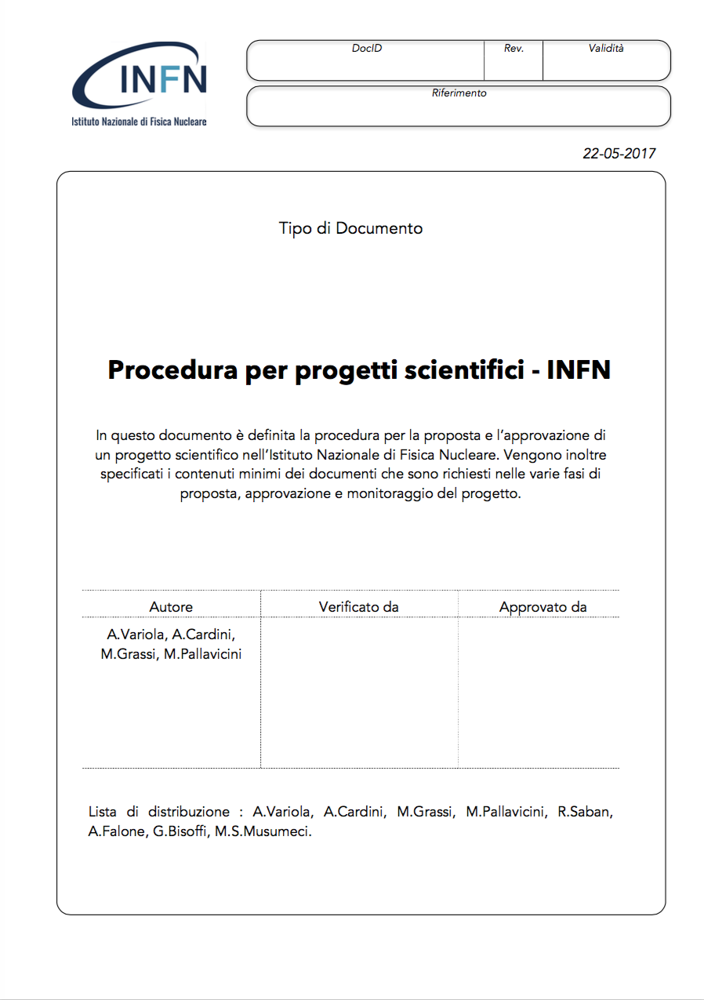 INFN
Istituto Nazionale di Fisica Nucleare
DocID Rev. Validità
Riferimento
22-05-2017
Tipo di Documento
Procedura per progetti scientifici - INFN
In questo documento è definita la procedura per la proposta e l’approvazione di
un progetto scientifico nell’Istituto Nazionale di Fisica Nucleare. Vengono inoltre
specificati i contenuti minimi dei documenti che sono richiesti nelle varie fasi di
proposta, approvazione e monitoraggio del progetto.
Autore Verificato da Approvato da
A.Variola, A.Cardini,
M.Grassi, M.Pallavicini
Lista di distribuzione : A.Variola, A.Cardini, M.Grassi, M.Pallavicini, R.Saban,
A.Falone, G.Bisoffi, M.S.Musumeci.